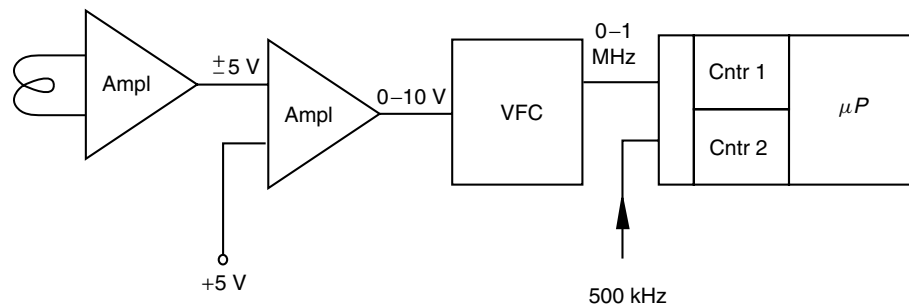 Ampl
±5 V
Ampl
+5 V
0–10 V
VFC
0–1
MHz
500 kHz
Cntr 1
Cntr 2
μP